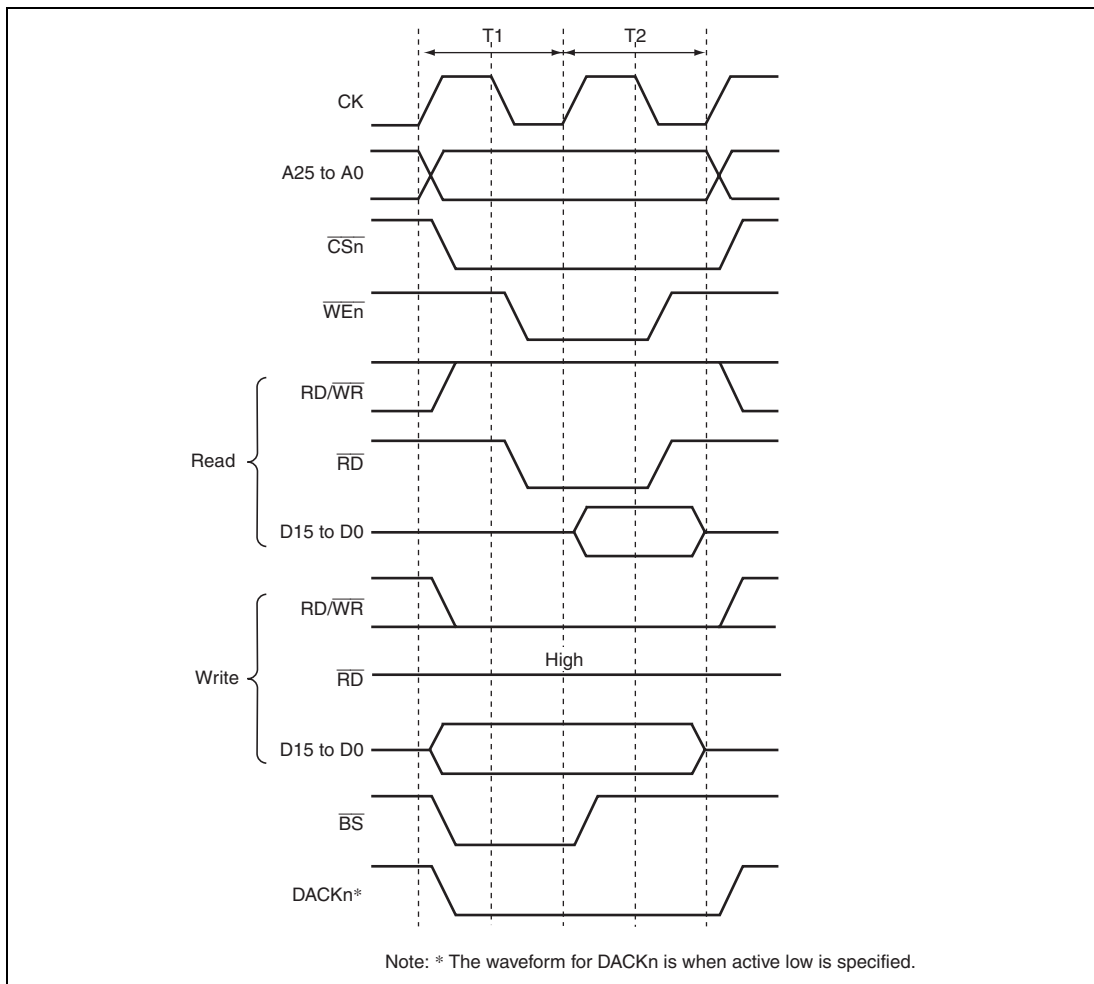 T1 T2
CK
A25 to A0
CSn
WEn
RD/WR
Read
RD
D15 to D0
RD/WR
High
Write
RD
D15 to D0
BS
DACKn*
Note: * The waveform for DACKn is when active low is specified.